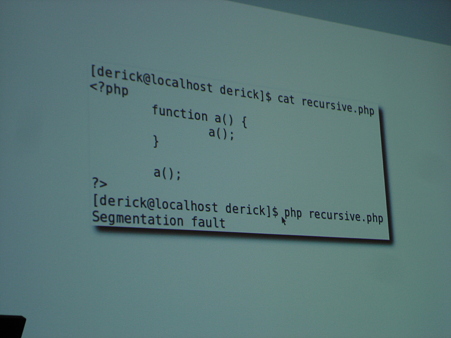 [derick@localhost derick]$ cat recursive.php
<?php
function a() {
a();
}
a();
?>
[derick@localhost derick]$ php recursive.php
Segmentation fault